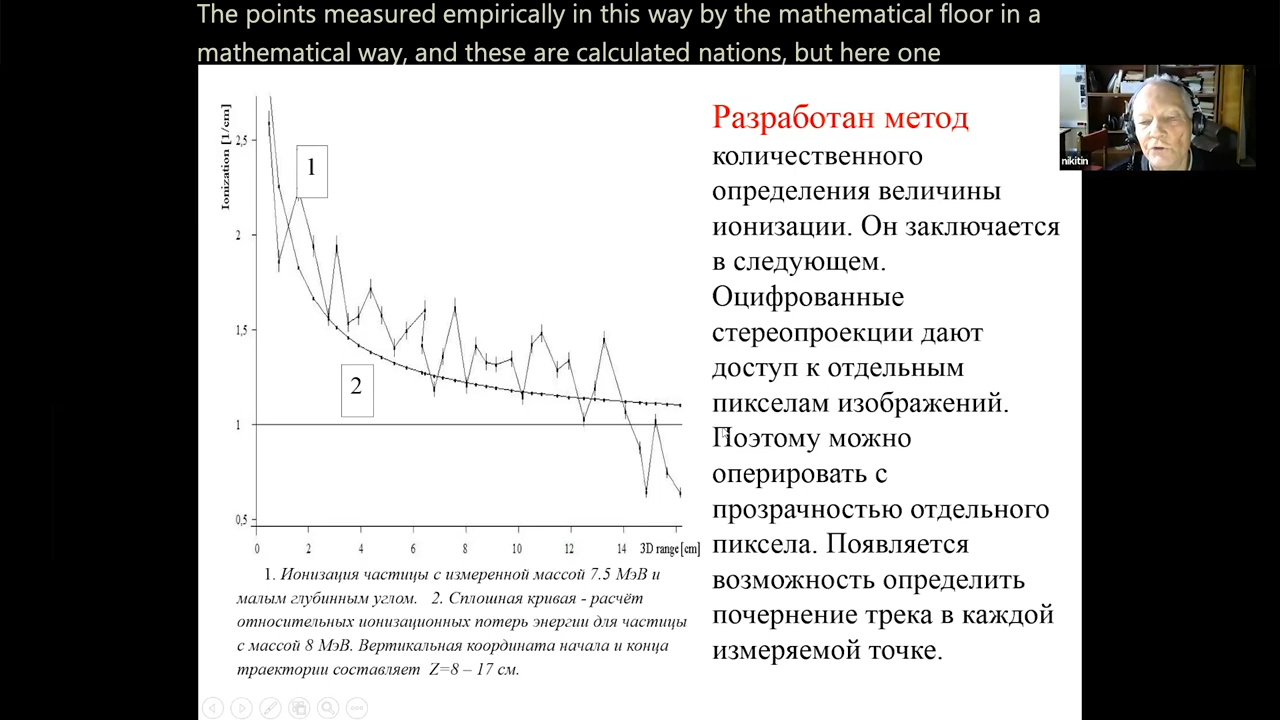 The points measured empirically in this way by the mathematical floor in a
mathematical way, and these are calculated nations, but here one
Ionization [1/cm]
2,5
2
1,5
1
0,5
1
2
0 2 4 6 8 10 12 14 3D range [cm]
1. Ионизация частицы с измеренной массой 7.5 МэВ и
малым глубинным углом. 2. Сплошная кривая - расчёт
относительных ионизационных потерь энергии для частицы
с массой 8 МэВ. Вертикальная координата начала и конца
траектории составляет Z=8 – 17 см.
Разработан метод
количественного
определения величины
ионизации. Он заключается
в следующем.
Оцифрованные
стереопроекции дают
доступ к отдельным
пикселам изображений.
Поэтому можно
оперировать с
прозрачностью отдельного
пиксела. Появляется
возможность определить
почернение трека в каждой
измеряемой точке.
nikitin